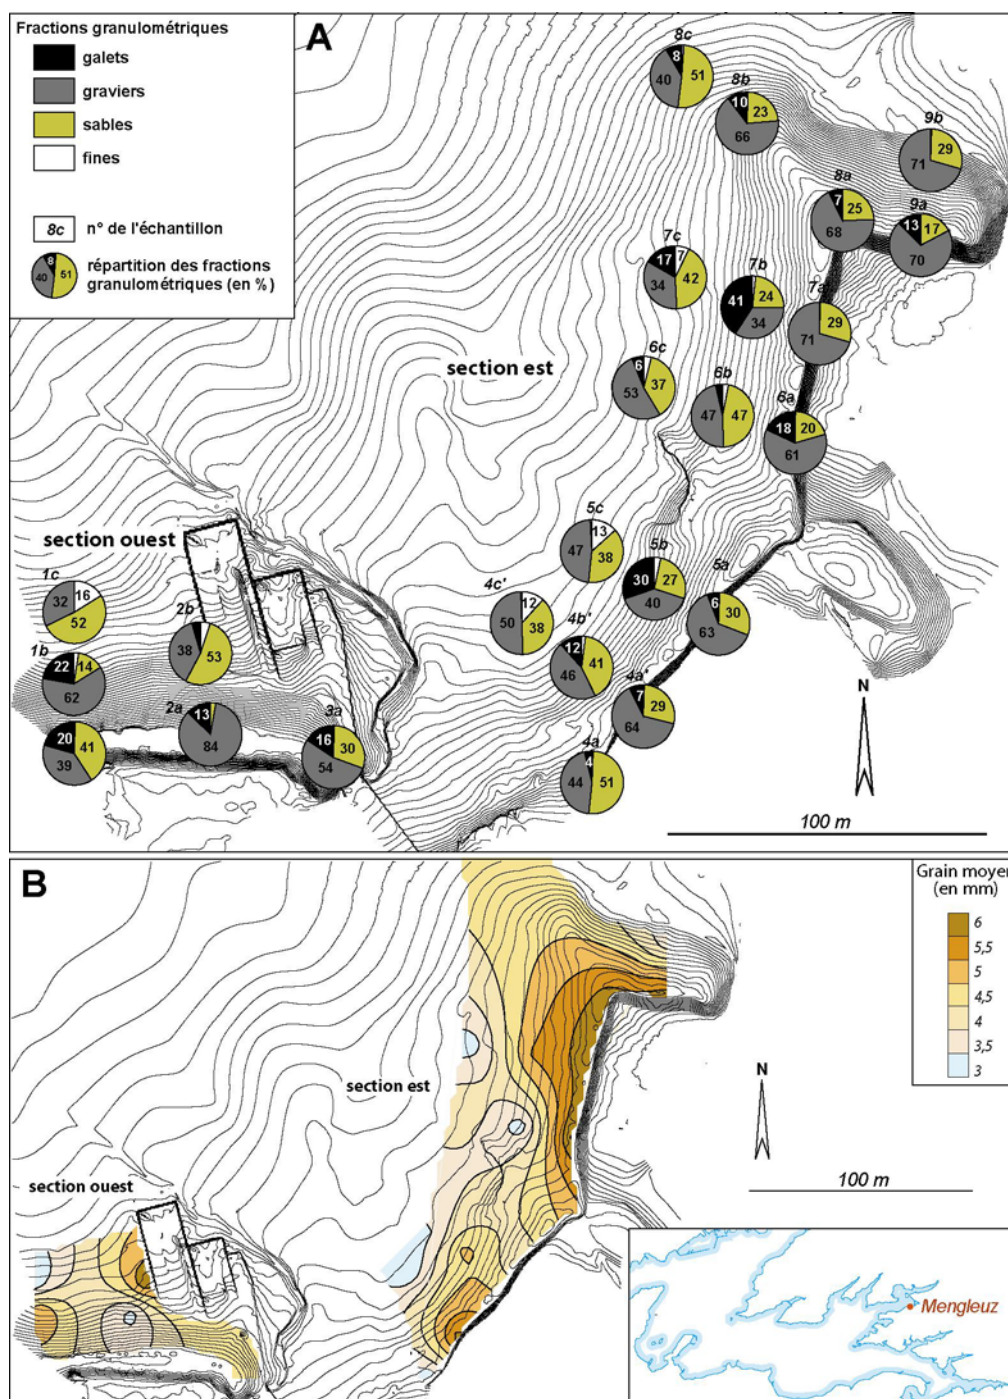 Fractions granulométriques
galets
graviers
sables
fines
8c
n° de l'échantillon
8
40
51
répartition des fractions
granulométriques (en %)
A
8c
8
40
51
8b
10
23
66
9b
29
71
8a
7
25
68
9a
13
17
70
7c
17
7
34
42
7b
41
24
34
7a
29
71
section est
6c
6
53
37
6b
47
47
6a
18
20
61
5c
13
47
38
5b
30
27
40
5a
6
30
63
section ouest
4c'
12
50
38
4b'
12
41
46
4a'
7
29
64
4a
4
44
51
1c
16
32
52
2b
38
53
1b
22
14
62
20
41
39
2a
13
84
3a
16
30
54
N
100 m
B
Grain moyen
(en mm)
6
5,5
5
4,5
4
3,5
3
section est
section ouest
N
100 m
Mengleuz